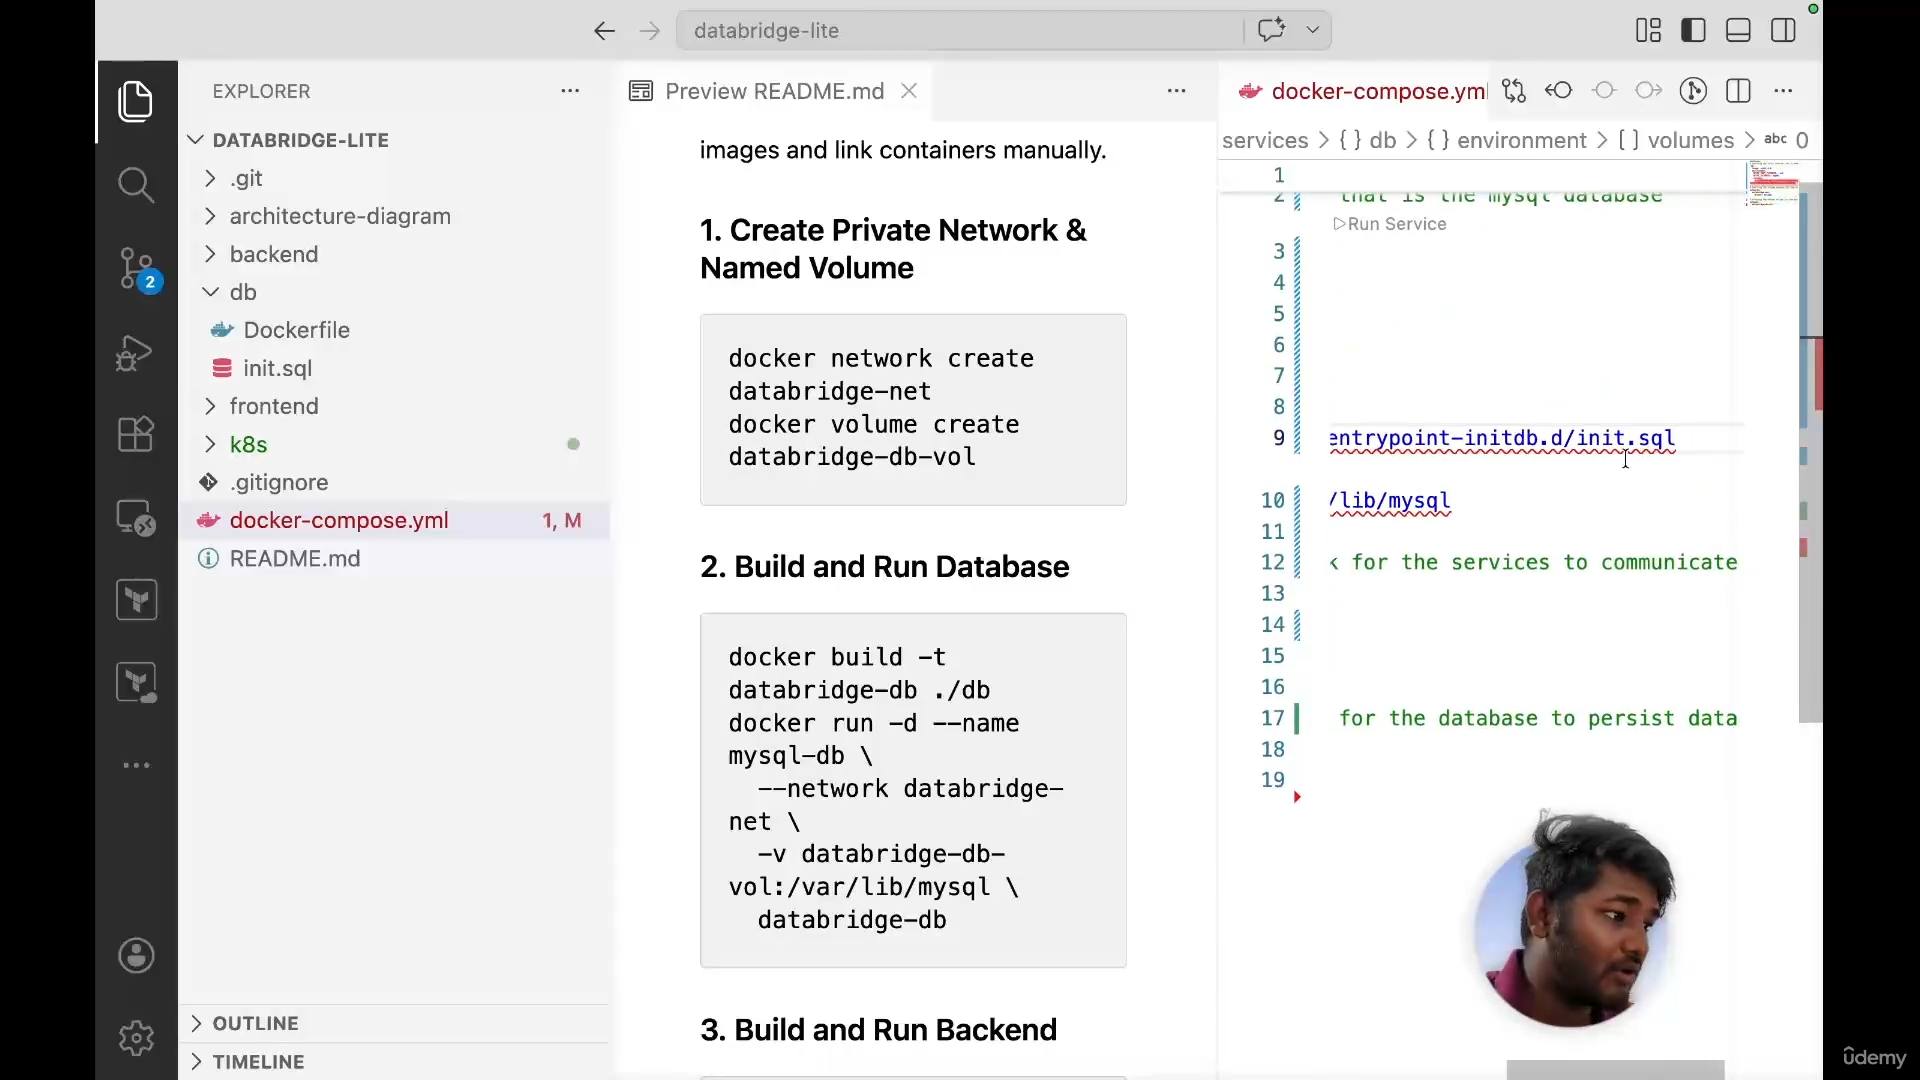 databridge-lite
EXPLORER
DATABRIDGE-LITE
.git
architecture-diagram
backend
db
Dockerfile
init.sql
frontend
k8s
.gitignore
docker-compose.yml 1, M
README.md
OUTLINE
TIMELINE
2
Preview README.md
images and link containers manually.
1. Create Private Network &
Named Volume
docker network create
databridge-net
docker volume create
databridge-db-vol
2. Build and Run Database
docker build -t
databridge-db ./db
docker run -d --name
mysql-db \
--network databridge-
net \
-v databridge-db-
vol:/var/lib/mysql \
databridge-db
3. Build and Run Backend
docker-compose.yml
services > {} db > {} environment > [] volumes > abc 0
1
2 that is the mysql database
Run Service
3
4
5
6
7
8
9 entrypoint-initdb.d/init.sql
10 /lib/mysql
11
12 k for the services to communicate
13
14
15
16
17 for the database to persist data
18
19
udemy